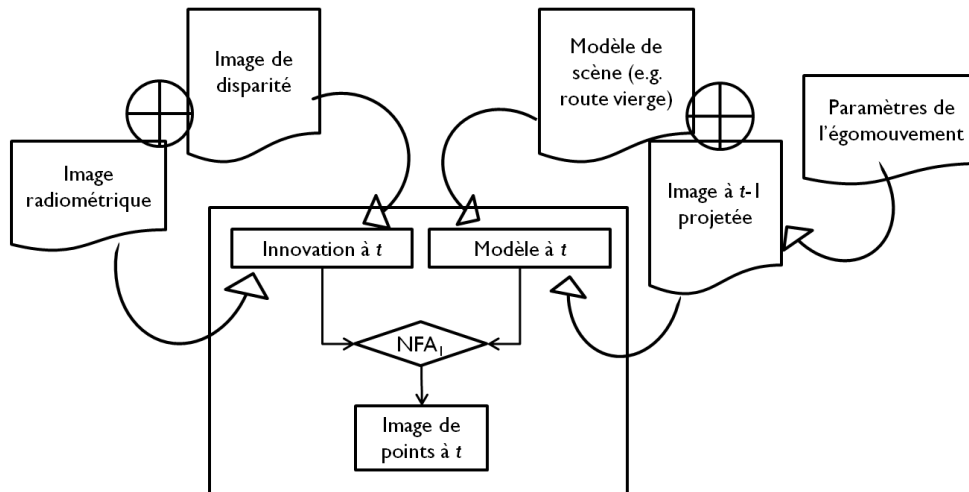 Image de
disparité
Modèle de
scène (e.g.
route vierge)
Paramètres de
l'égomouvement
Image
radiométrique
Image à t-1
projetée
Innovation à t
Modèle à t
NFA₁
Image de
points à t